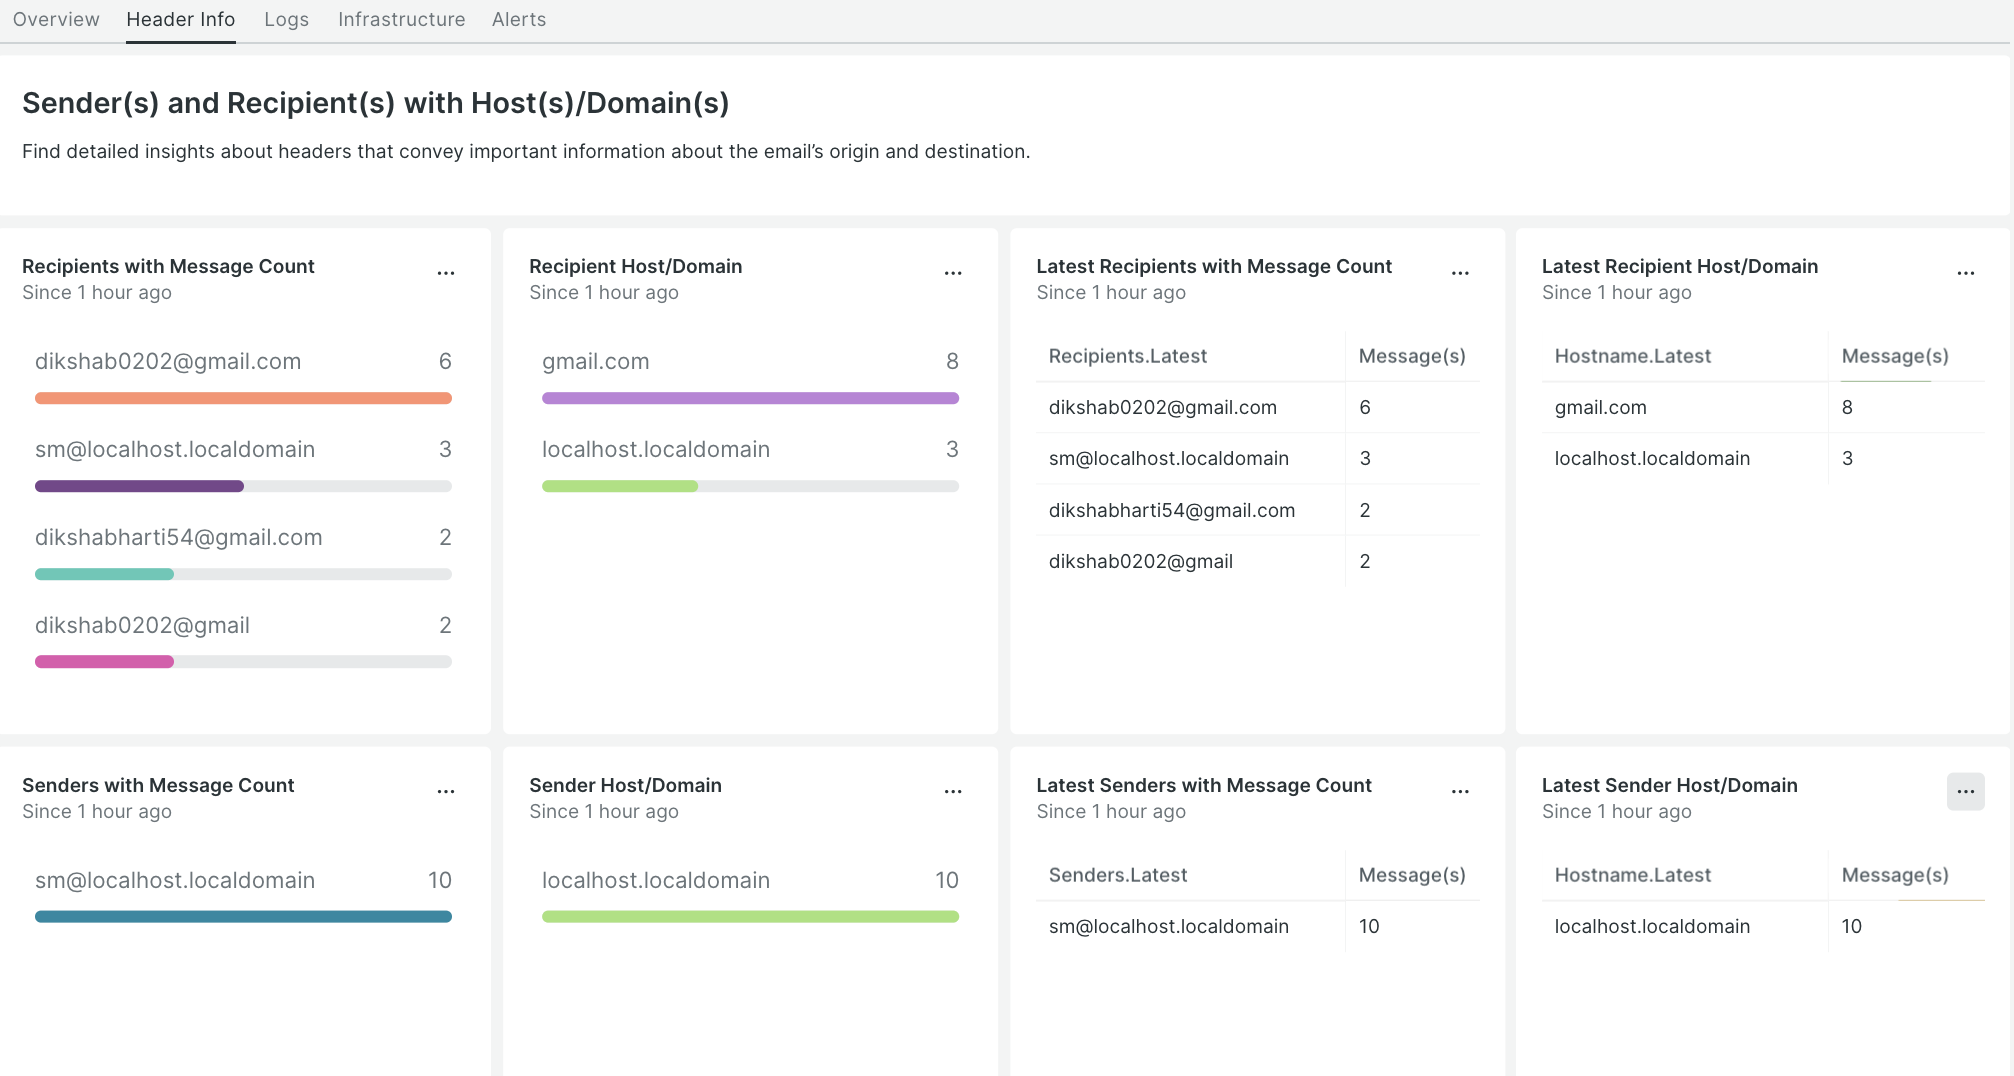 Overview Header Info Logs Infrastructure Alerts
Sender(s) and Recipient(s) with Host(s)/Domain(s)
Find detailed insights about headers that convey important information about the email’s origin and destination.
Recipients with Message Count ...
Since 1 hour ago
dikshab0202@gmail.com 6
sm@localhost.localdomain 3
dikshabharti54@gmail.com 2
dikshab0202@gmail 2
Recipient Host/Domain ...
Since 1 hour ago
gmail.com 8
localhost.localdomain 3
Latest Recipients with Message Count ...
Since 1 hour ago
Recipients.Latest Message(s)
dikshab0202@gmail.com 6
sm@localhost.localdomain 3
dikshabharti54@gmail.com 2
dikshab0202@gmail 2
Latest Recipient Host/Domain ...
Since 1 hour ago
Hostname.Latest Message(s)
gmail.com 8
localhost.localdomain 3
Senders with Message Count ...
Since 1 hour ago
sm@localhost.localdomain 10
Sender Host/Domain ...
Since 1 hour ago
localhost.localdomain 10
Latest Senders with Message Count ...
Since 1 hour ago
Senders.Latest Message(s)
sm@localhost.localdomain 10
Latest Sender Host/Domain ...
Since 1 hour ago
Hostname.Latest Message(s)
localhost.localdomain 10